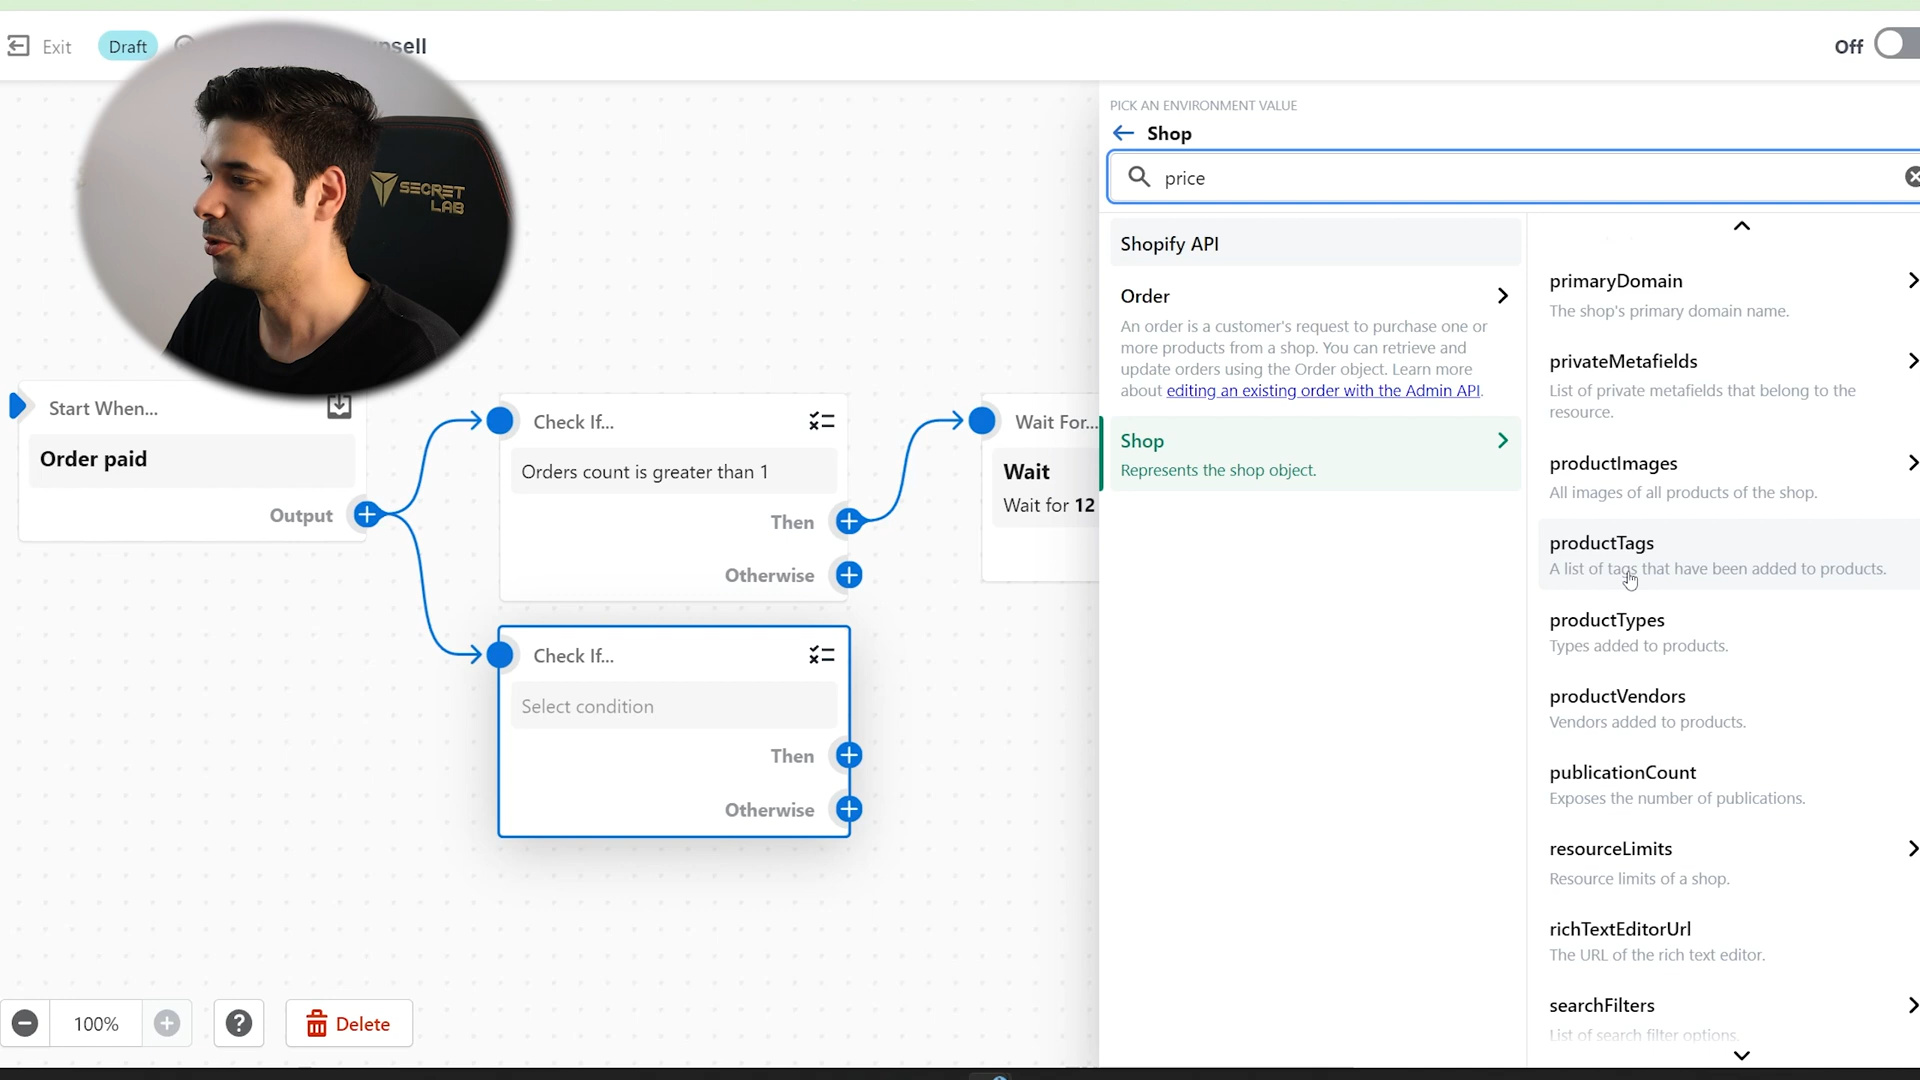 Exit
Draft
psell
Off
PICK AN ENVIRONMENT VALUE
Shop
price
Shopify API
Order
An order is a customer's request to purchase one or
more products from a shop. You can retrieve and
update orders using the Order object. Learn more
about editing an existing order with the Admin API.
Shop
Represents the shop object.
primaryDomain
The shop's primary domain name.
privateMetafields
List of private metafields that belong to the
resource.
productImages
All images of all products of the shop.
productTags
A list of tags that have been added to products.
productTypes
Types added to products.
productVendors
Vendors added to products.
publicationCount
Exposes the number of publications.
resourceLimits
Resource limits of a shop.
richTextEditorUrl
The URL of the rich text editor.
searchFilters
List of search filter options.
SECRET
LAB
Start When...
Order paid
Output
Check If...
Orders count is greater than 1
Then
Otherwise
Wait For...
Wait
Wait for 12
Check If...
Select condition
Then
Otherwise
100%
Delete